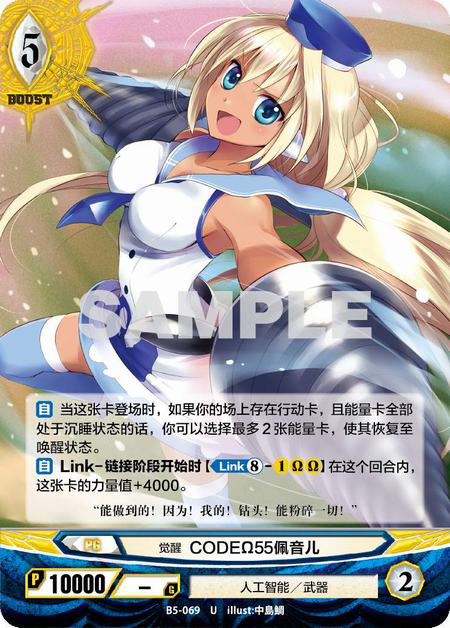 5
BOOST
SAMPLE
自 当这张卡登场时，如果你的场上存在行动卡，且能量卡全部
处于沉睡状态的话，你可以选择最多2张能量卡，使其恢复至
唤醒状态。
自 Link-链接阶段开始时【Link 8-1ΩΩ】在这个回合内，
这张卡的力量值+4000。
“能做到的！因为！我的！钻头！能粉碎一切！”
PG 觉醒 CODEΩ55佩音儿
P 10000 – G 人工智能／武器 2
B5-069 U illust:中島鯛